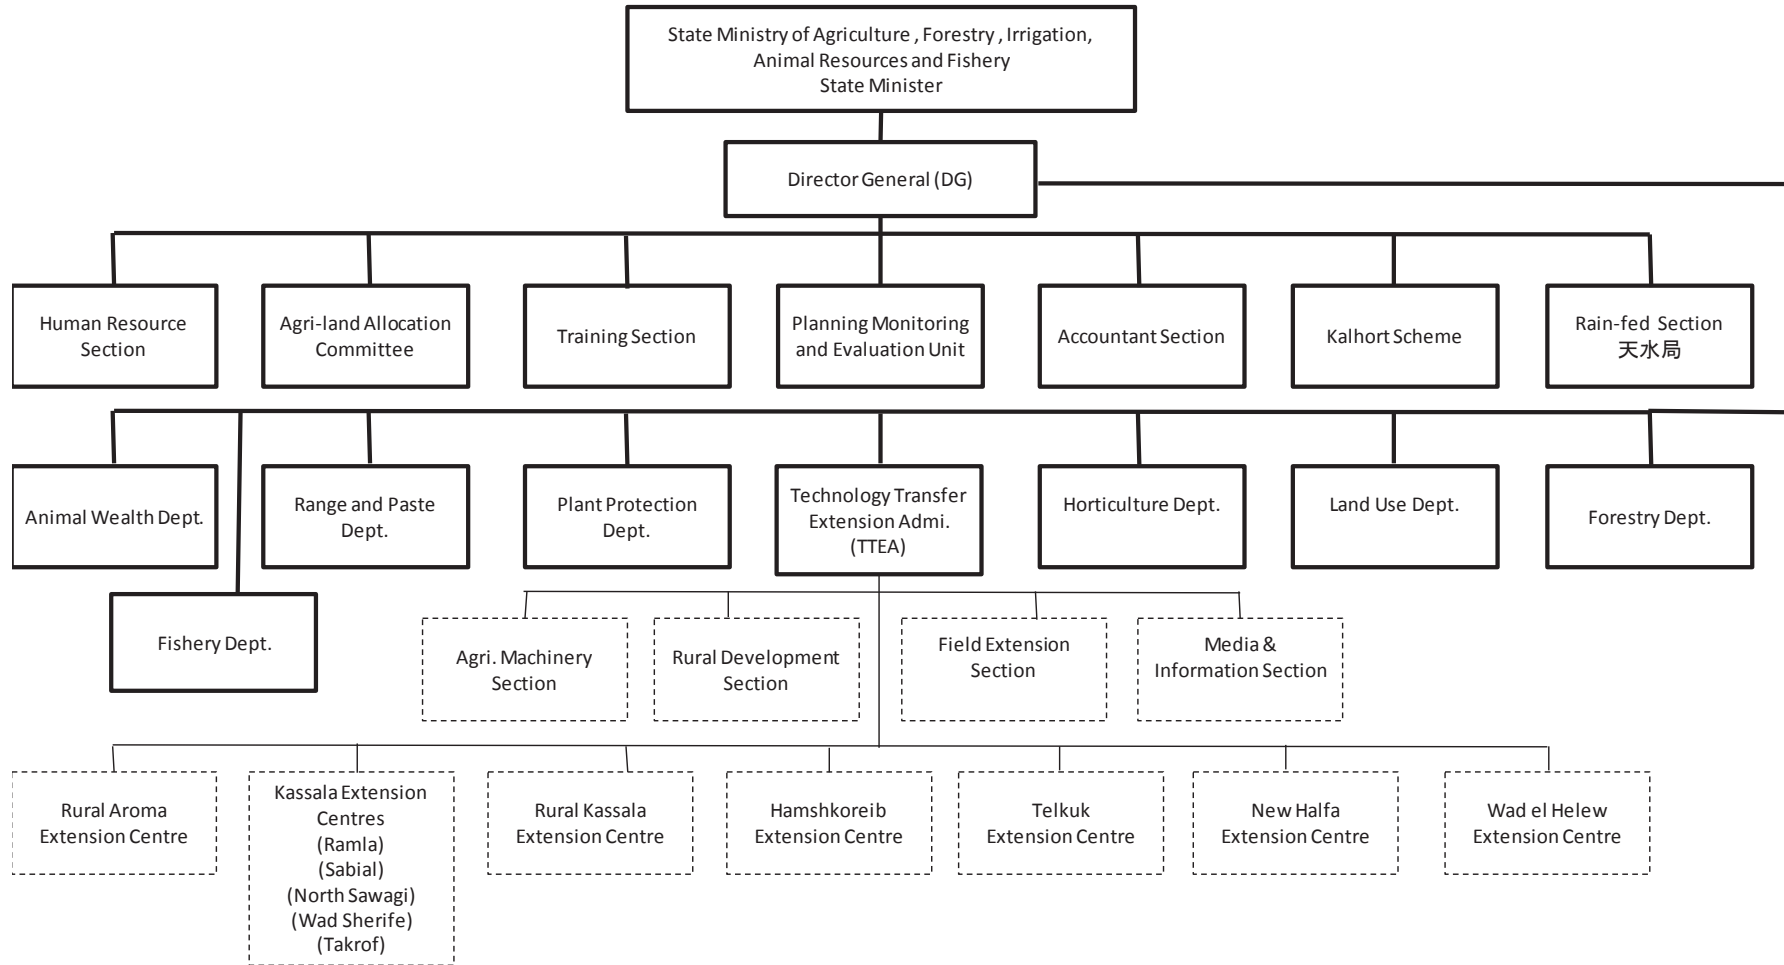 State Ministry of Agriculture , Forestry , Irrigation,
Animal Resources and Fishery
State Minister
Director General (DG)
Human Resource
Section
Agri-land Allocation
Committee
Training Section
Planning Monitoring
and Evaluation Unit
Accountant Section
Kalhort Scheme
Rain-fed Section
天水局
Animal Wealth Dept.
Range and Paste
Dept.
Plant Protection
Dept.
Technology Transfer
Extension Admi.
(TTEA)
Horticulture Dept.
Land Use Dept.
Forestry Dept.
Fishery Dept.
Agri. Machinery
Section
Rural Development
Section
Field Extension
Section
Media &
Information Section
Rural Aroma
Extension Centre
Kassala Extension
Centres
(Ramla)
(Sabial)
(North Sawagi)
(Wad Sherife)
(Takrof)
Rural Kassala
Extension Centre
Hamshkoreib
Extension Centre
Telkuk
Extension Centre
New Halfa
Extension Centre
Wad el Helew
Extension Centre